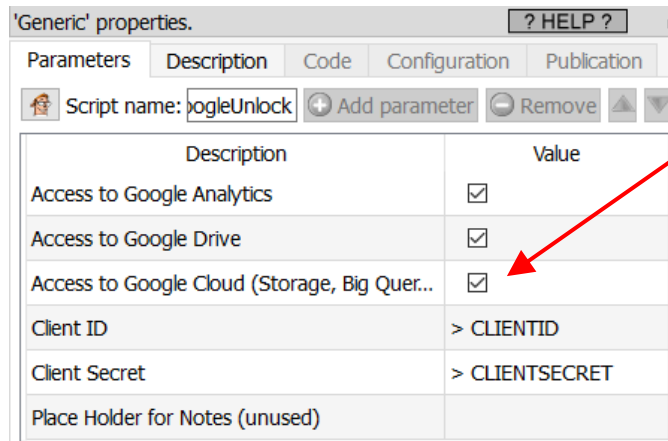 'Generic' properties. ? HELP ?
Parameters Description Code Configuration Publication
Script name: oogleUnlock Add parameter Remove
Description Value
Access to Google Analytics
Access to Google Drive
Access to Google Cloud (Storage, Big Quer...
Client ID > CLIENTID
Client Secret > CLIENTSECRET
Place Holder for Notes (unused)